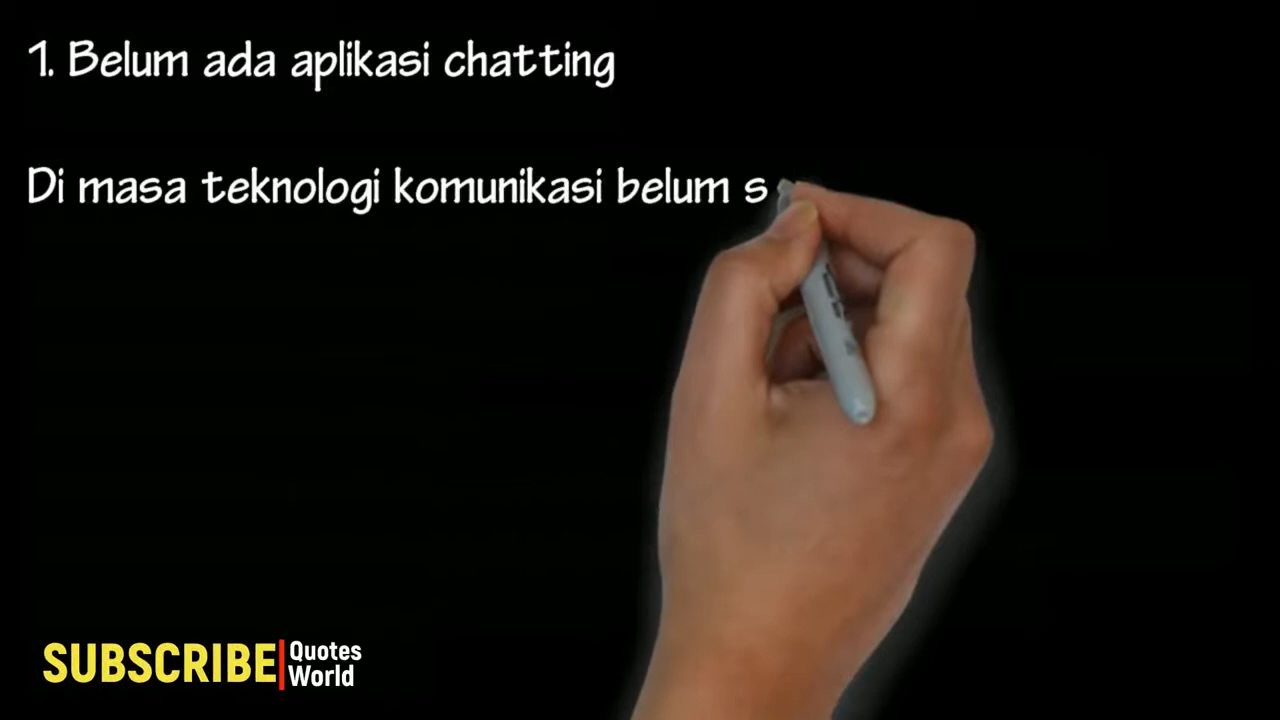 1. Belum ada aplikasi chatting
Di masa teknologi komunikasi belum s
SUBSCRIBE
Quotes
World